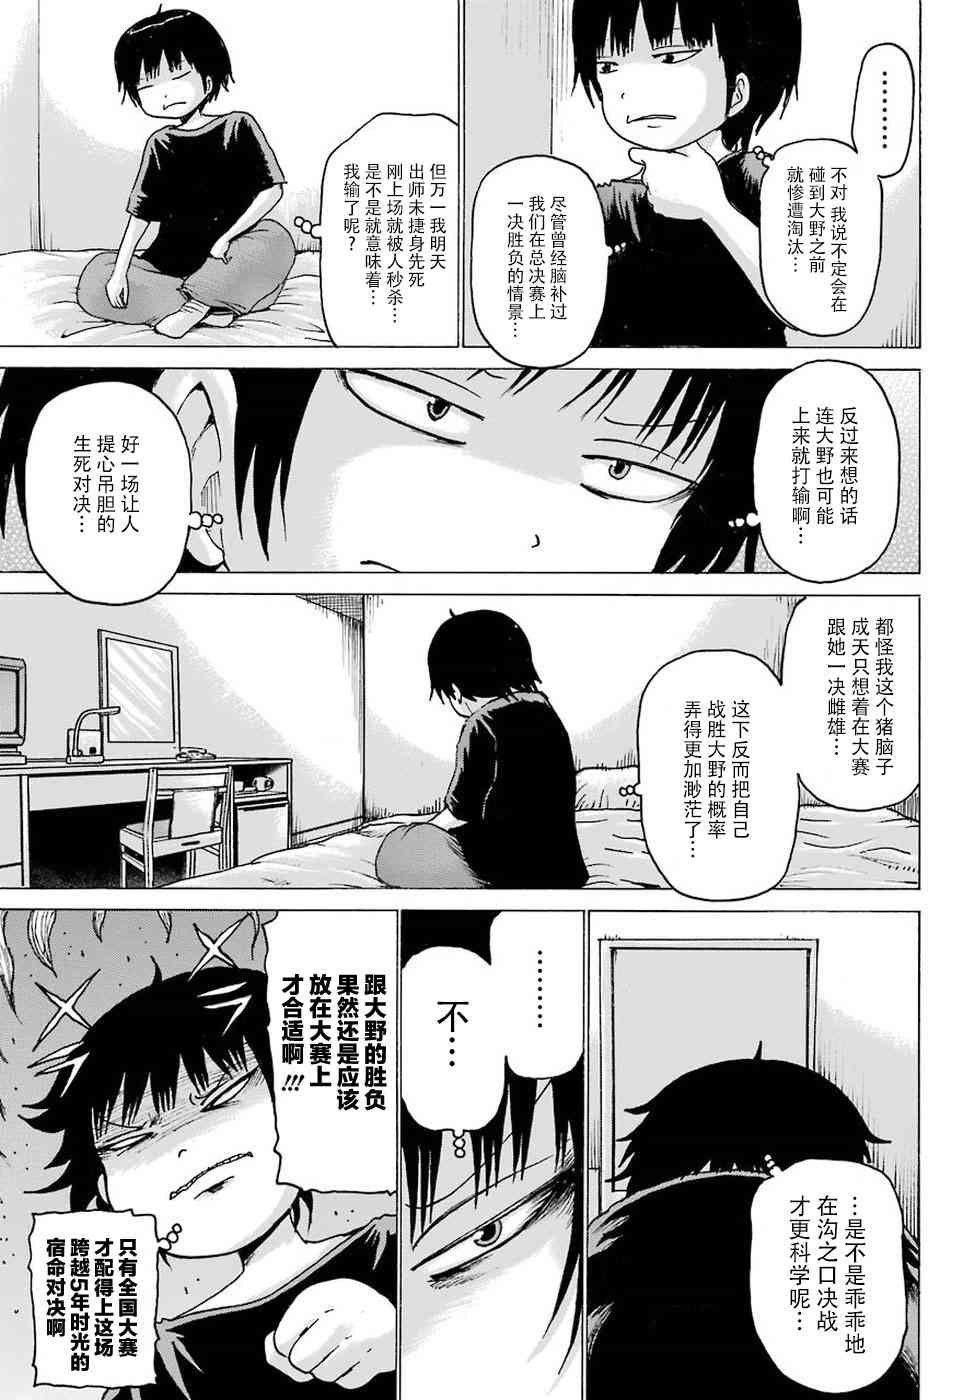 ………
不对 我说不定会在
碰到大野之前
就惨遭淘汰…
尽管曾经脑补过
我们在总决赛上
一决胜负的情景…
但万一我明天
出师未捷身先死
刚上场就被人秒杀…
是不是就意味着…
我输了呢?
反过来想的话
连大野也可能
上来就打输啊…
好一场让人
提心吊胆的
生死对决…
都怪我这个猪脑子
成天只想着在大赛
跟她一决雌雄…
这下反而把自己
战胜大野的概率
弄得更加渺茫了…
…是不是乖乖地
在沟之口决战
才更科学呢…
………
不…
跟大野的胜负
果然还是应该
放在大赛上
才合适啊!!!
只有全国大赛
才配得上这场
跨越5年时光的
宿命对决啊